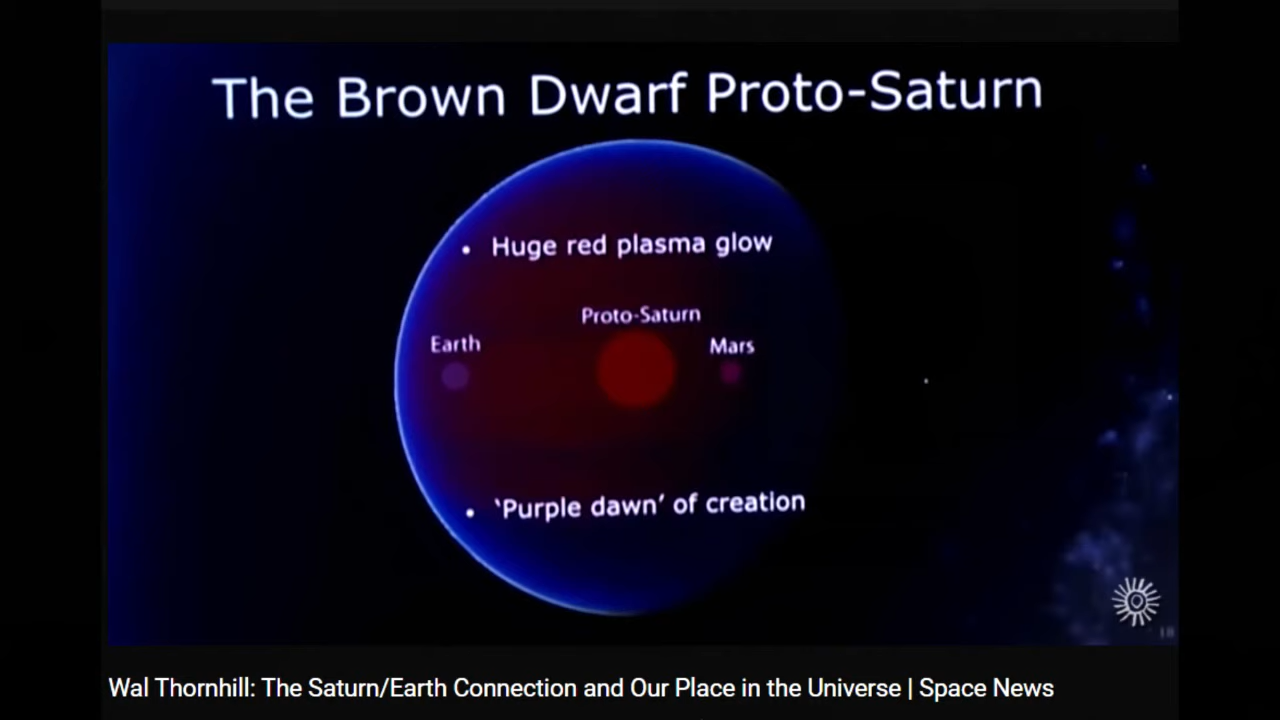 The Brown Dwarf Proto-Saturn
• Huge red plasma glow
Proto-Saturn
Earth
Mars
• ‘Purple dawn’ of creation
18
Wal Thornhill: The Saturn/Earth Connection and Our Place in the Universe | Space News